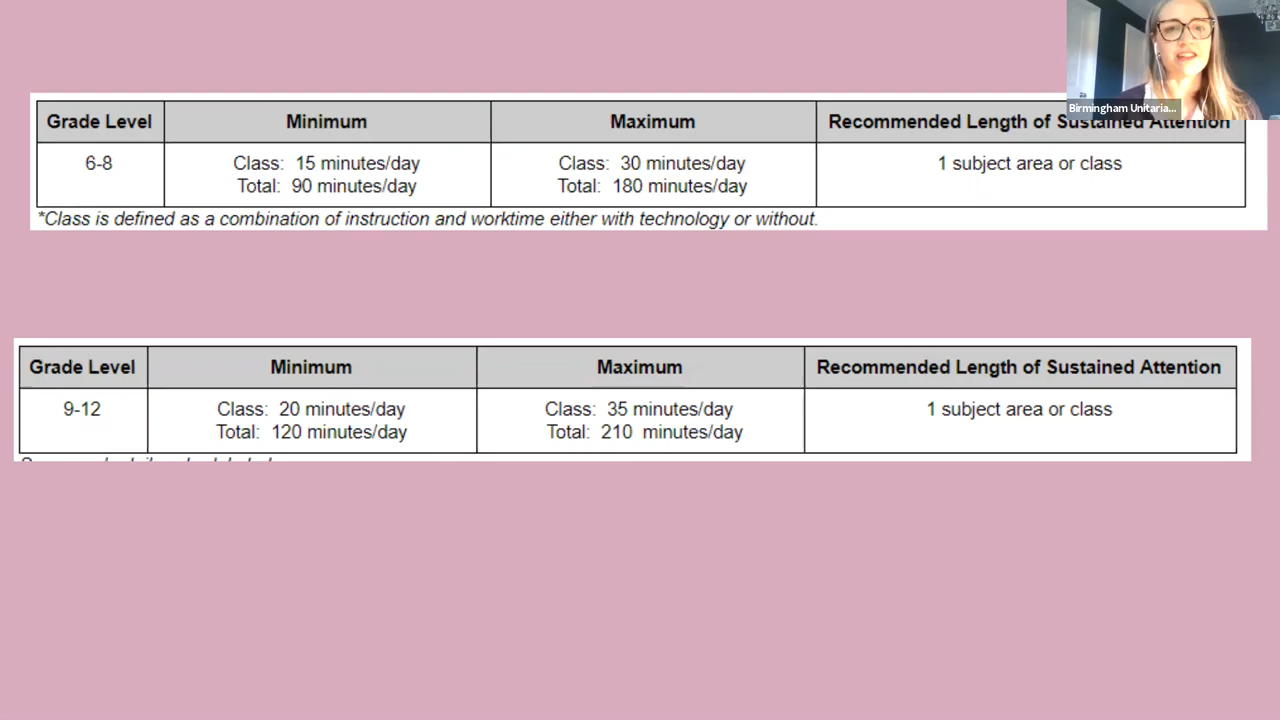 Birmingham Unitaria...
Grade Level Minimum Maximum Recommended Length of Sustained Attention
6-8 Class: 15 minutes/day Class: 30 minutes/day 1 subject area or class
Total: 90 minutes/day Total: 180 minutes/day
*Class is defined as a combination of instruction and worktime either with technology or without.
Grade Level Minimum Maximum Recommended Length of Sustained Attention
9-12 Class: 20 minutes/day Class: 35 minutes/day 1 subject area or class
Total: 120 minutes/day Total: 210 minutes/day